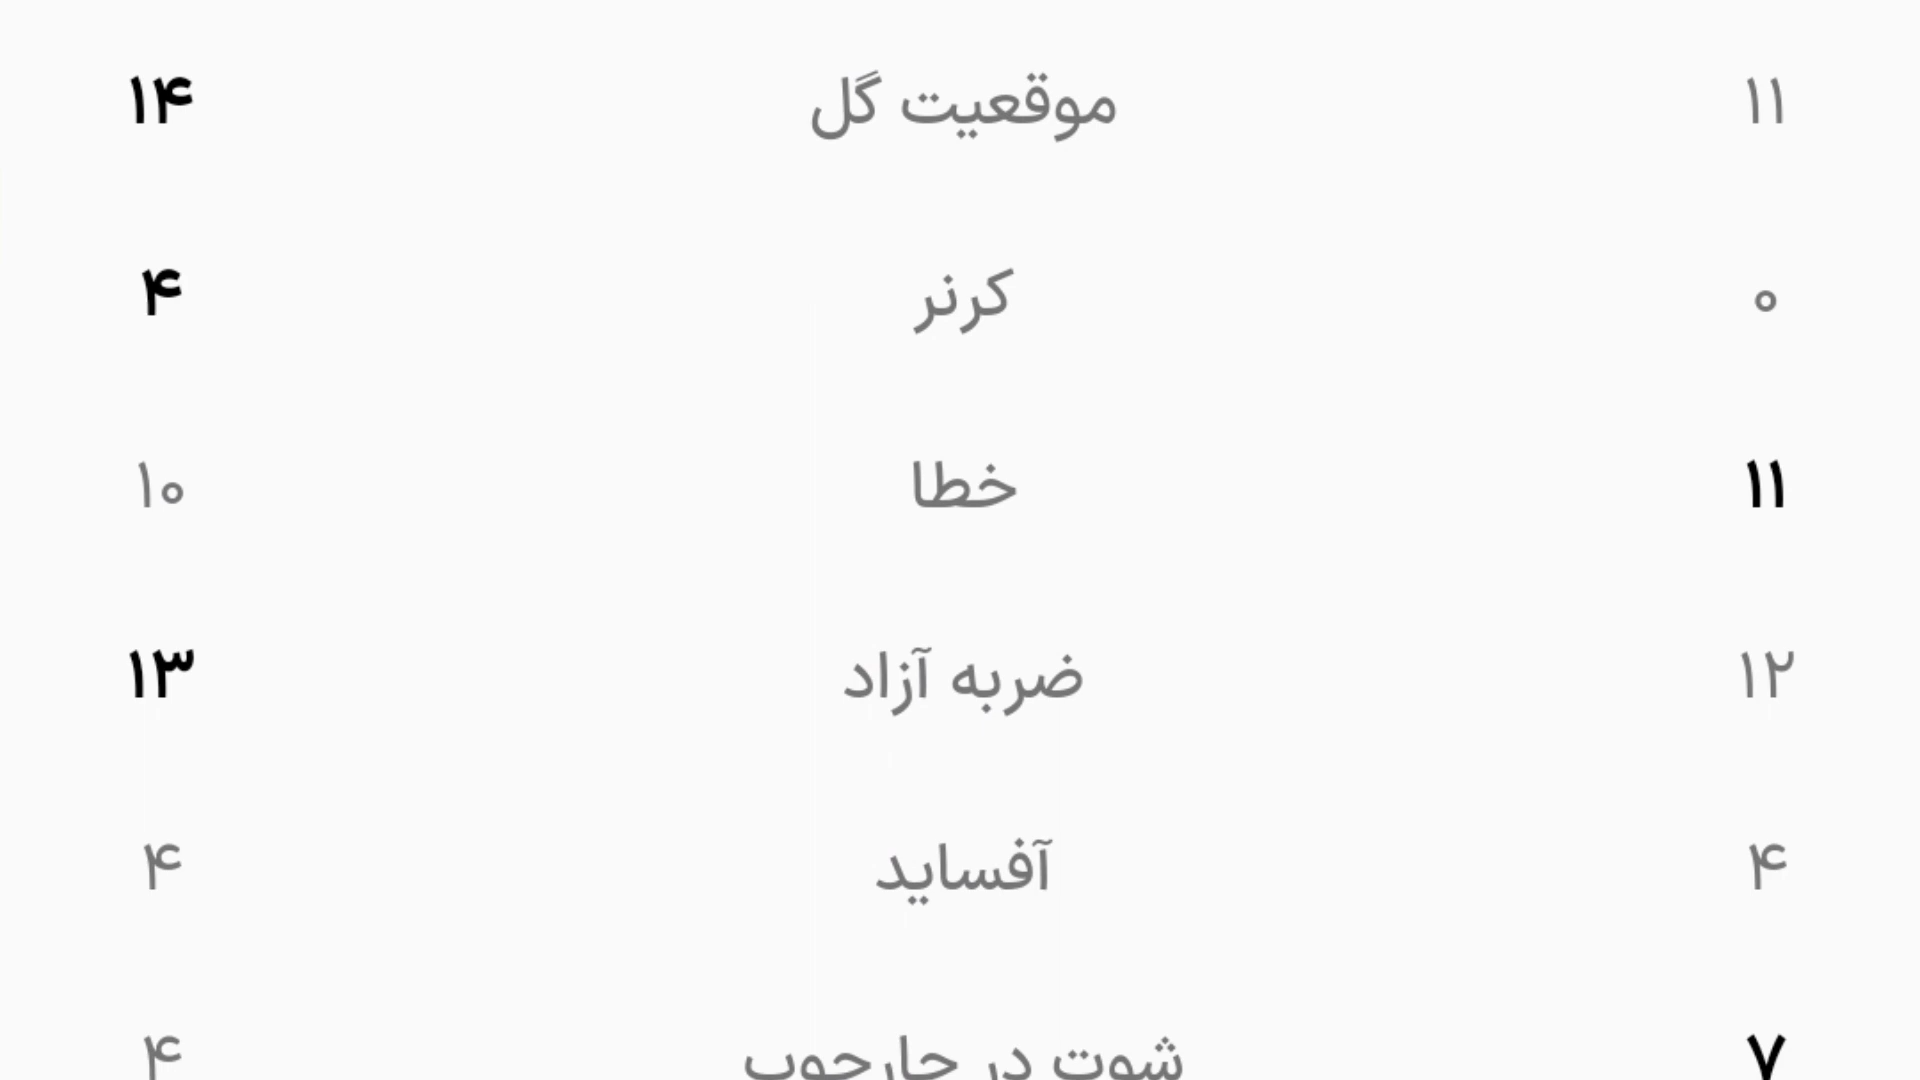 ۱۱ موقعیت گل ۱۴
۰ کرنر ۴
۱۱ خطا ۱۰
۱۲ ضربه آزاد ۱۳
۴ آفساید ۴
۷ شوت در چارچوب ۴